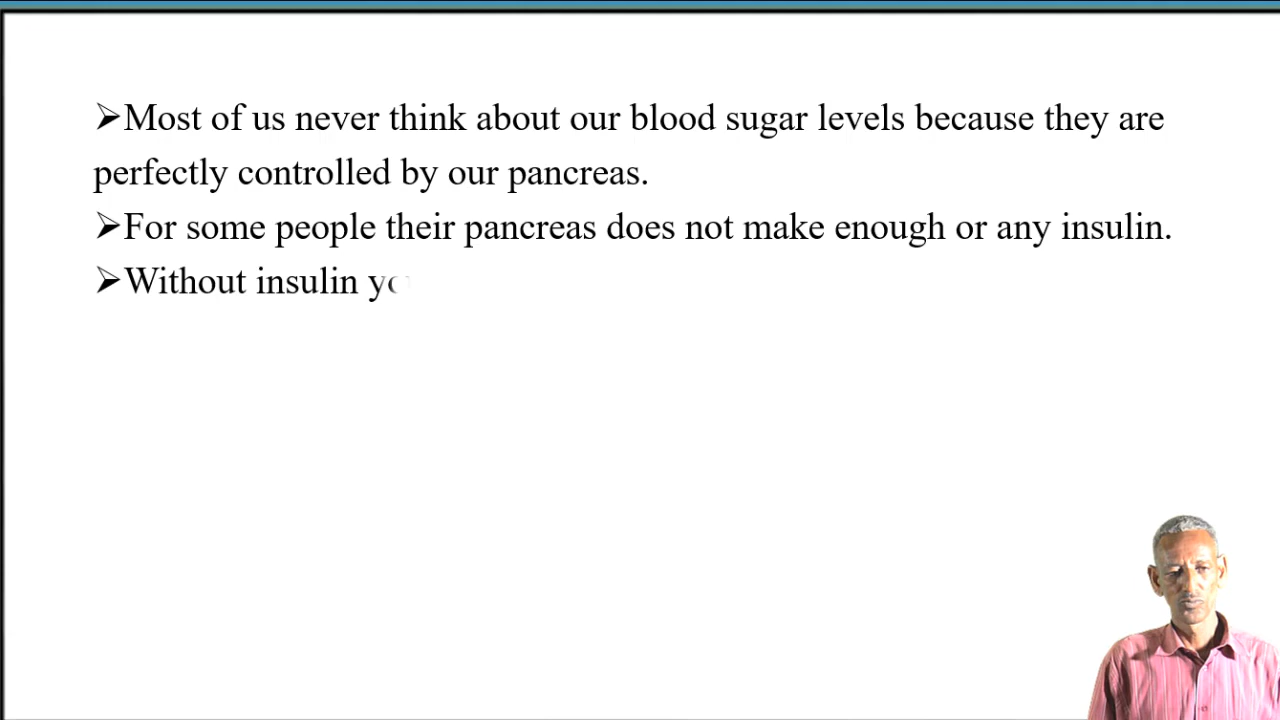 ➢Most of us never think about our blood sugar levels because they are
perfectly controlled by our pancreas.
➢For some people their pancreas does not make enough or any insulin.
➢Without insulin